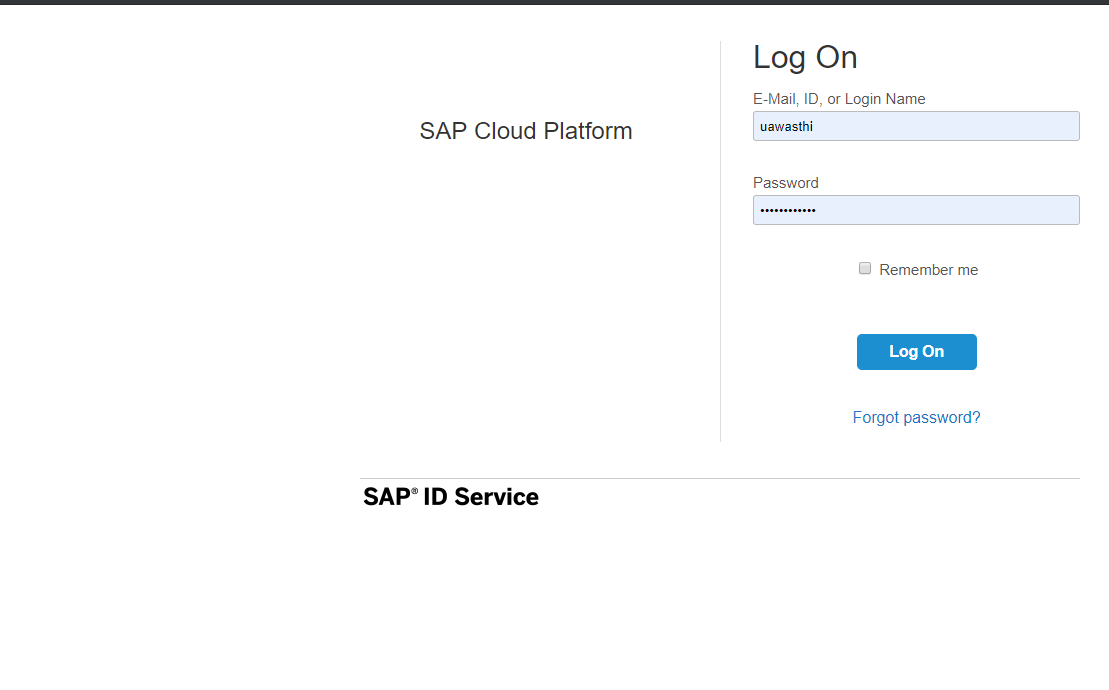 SAP Cloud Platform
Log On
E-Mail, ID, or Login Name
uawasthi
Password
••••••••••••
Remember me
Log On
Forgot password?
SAP® ID Service